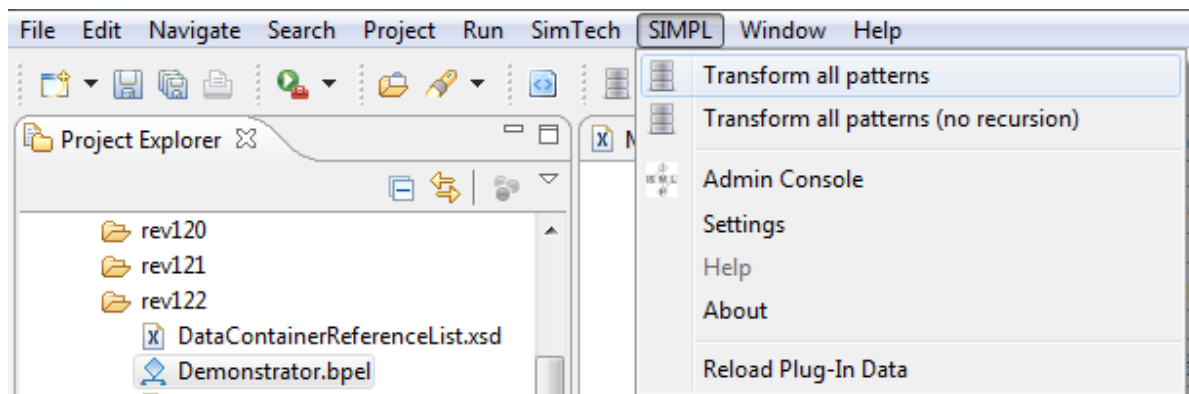 File Edit Navigate Search Project Run SimTech SIMPL Window Help
Transform all patterns
Transform all patterns (no recursion)
Admin Console
Settings
Help
About
Reload Plug-In Data
Project Explorer
rev120
rev121
rev122
DataContainerReferenceList.xsd
Demonstrator.bpel